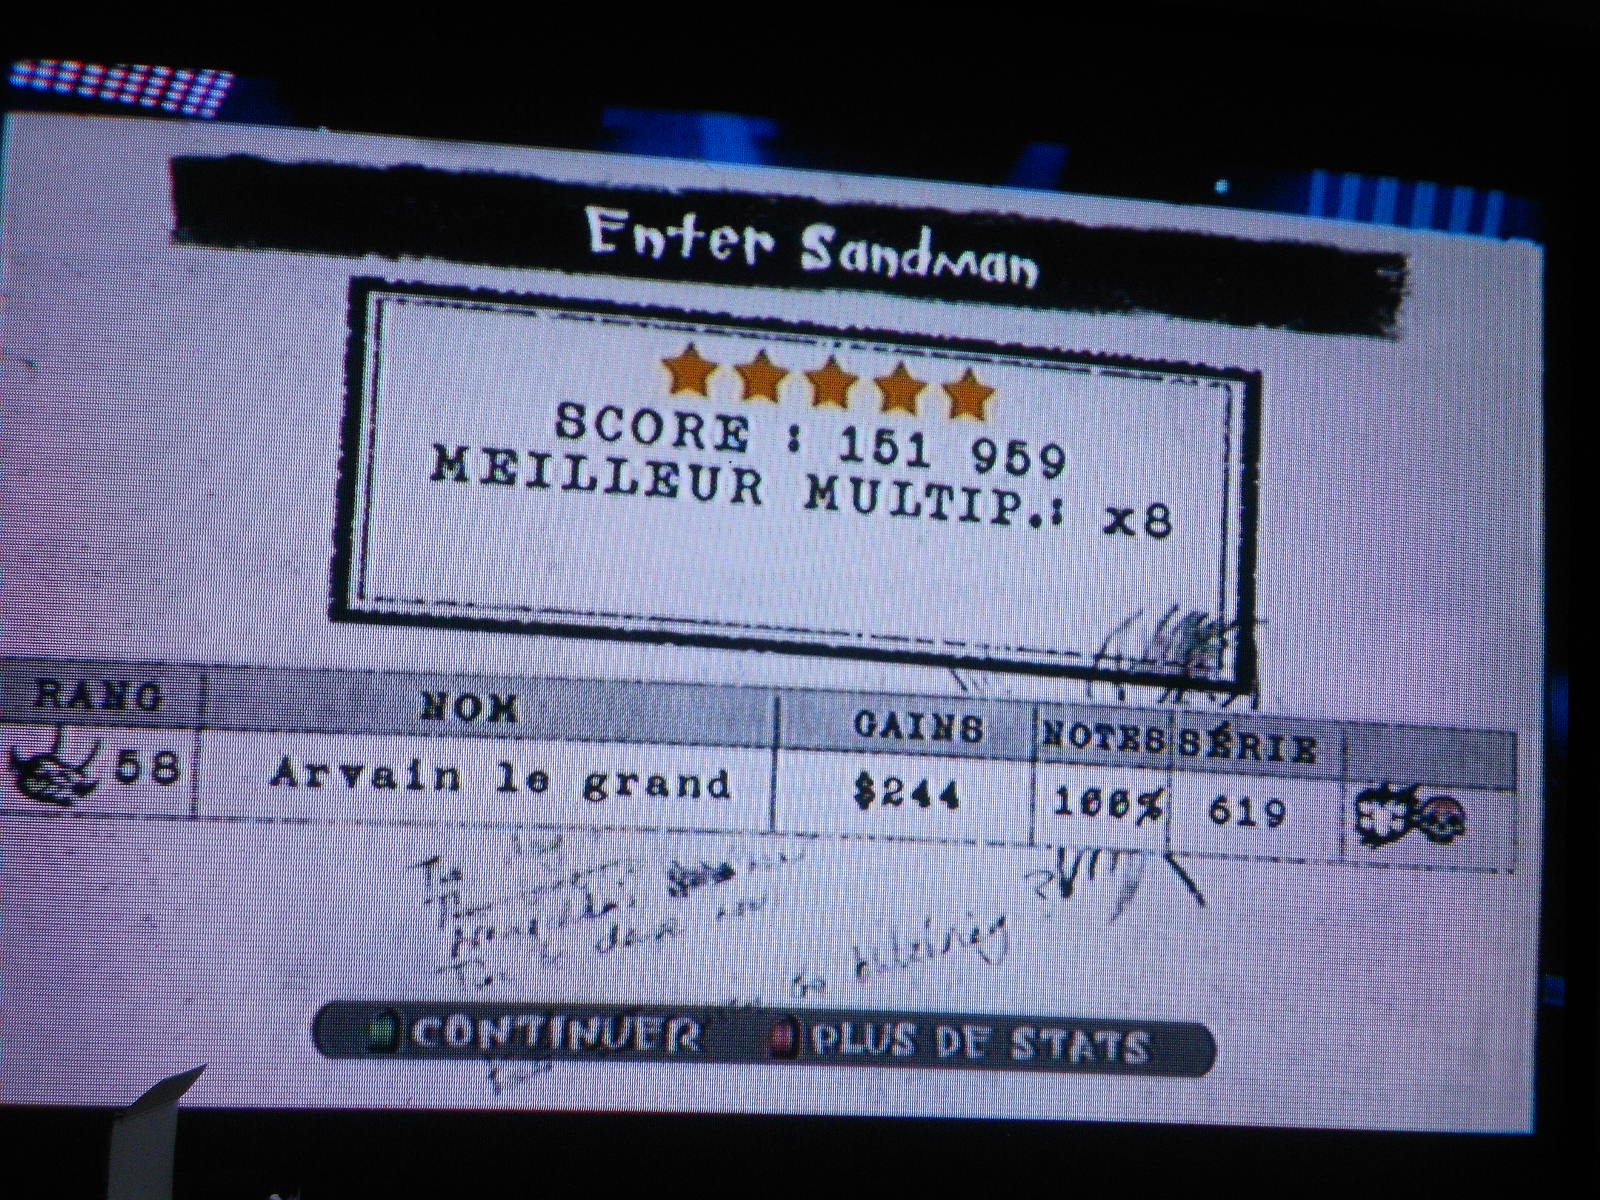 Enter Sandman
SCORE : 151 959
MEILLEUR MULTIP.: x8
RANG NOM GAINS NOTES SÉRIE
58 Arvain le grand $244 100% 619
CONTINUER PLUS DE STATS